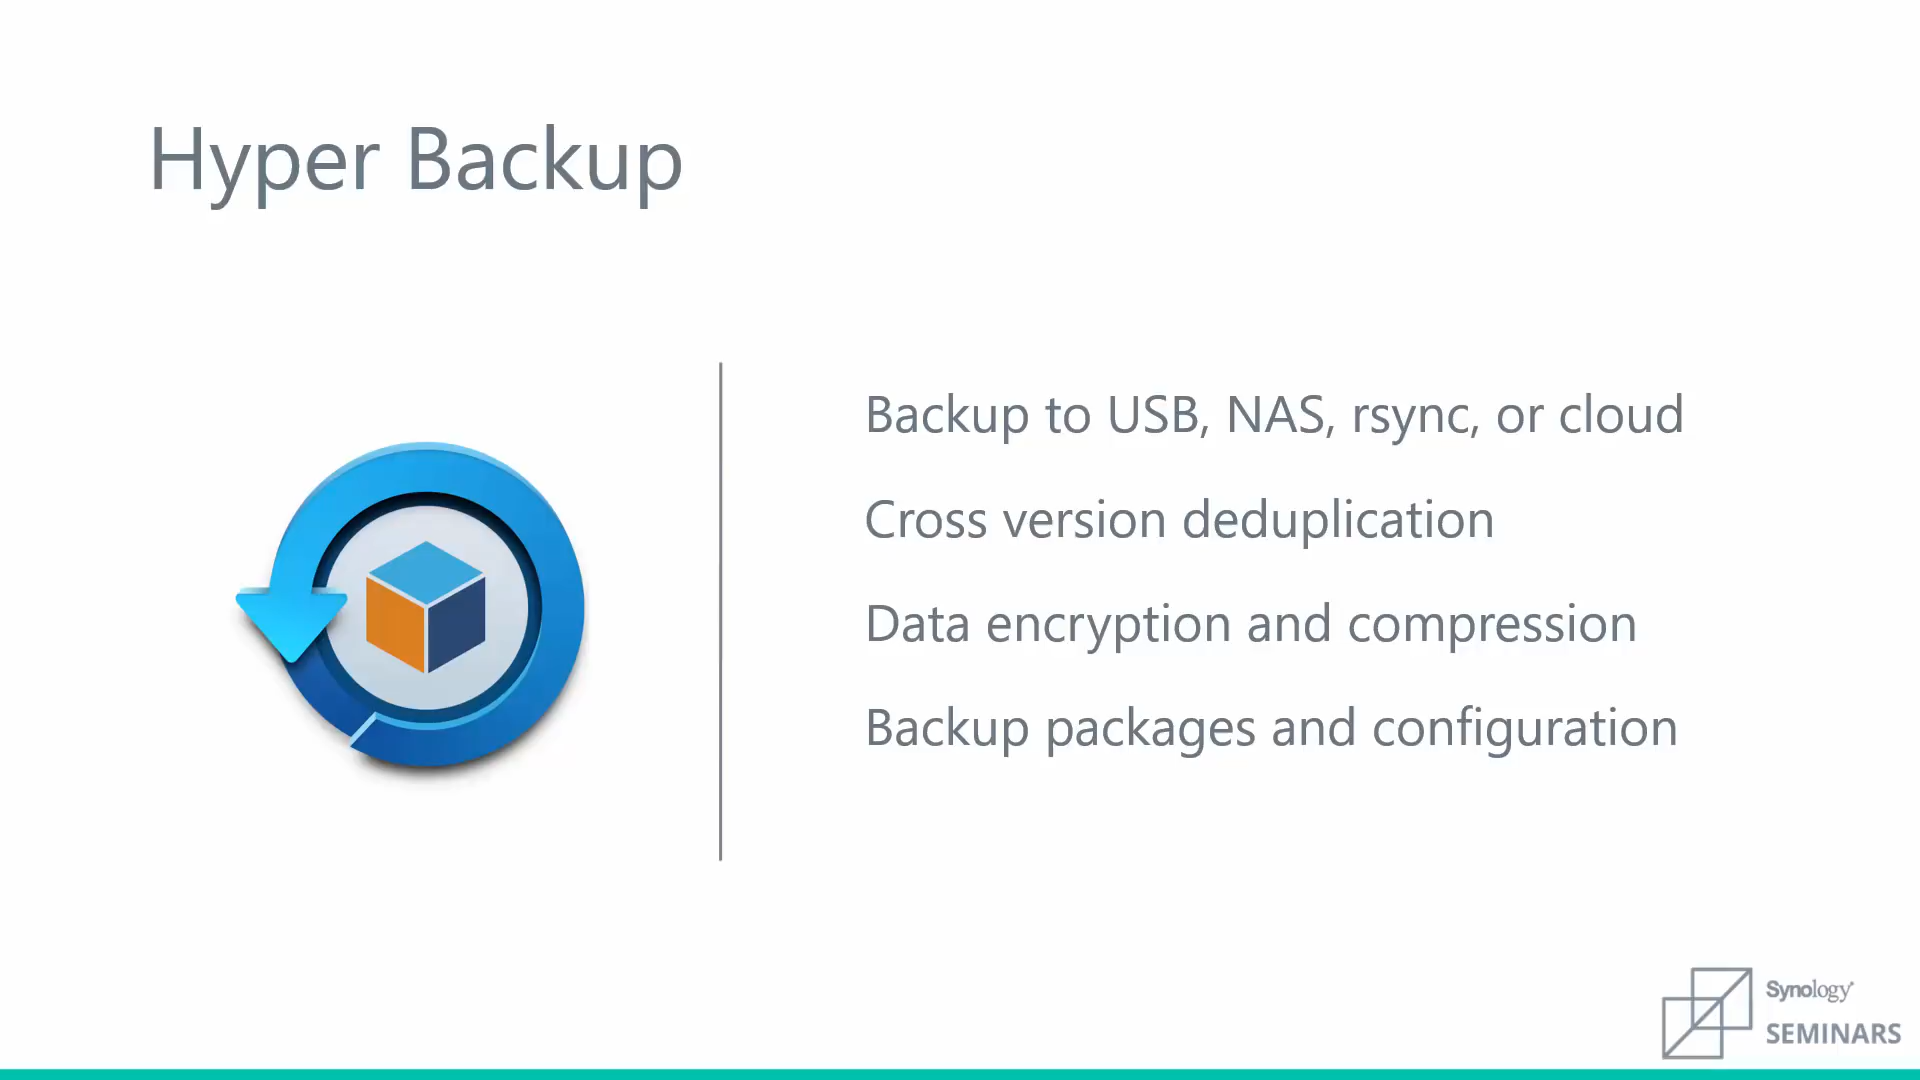 Hyper Backup
Backup to USB, NAS, rsync, or cloud
Cross version deduplication
Data encryption and compression
Backup packages and configuration
Synology
SEMINARS